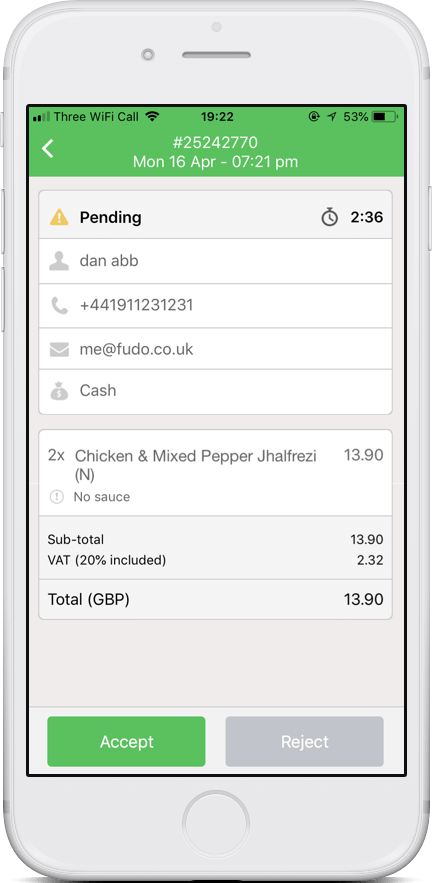 Three WiFi Call 19:22 53%
#25242770
Mon 16 Apr - 07:21 pm
Pending 2:36
dan abb
+441911231231
me@fudo.co.uk
Cash
2x Chicken & Mixed Pepper Jhalfrezi 13.90
(N)
No sauce
Sub-total 13.90
VAT (20% included) 2.32
Total (GBP) 13.90
Accept Reject